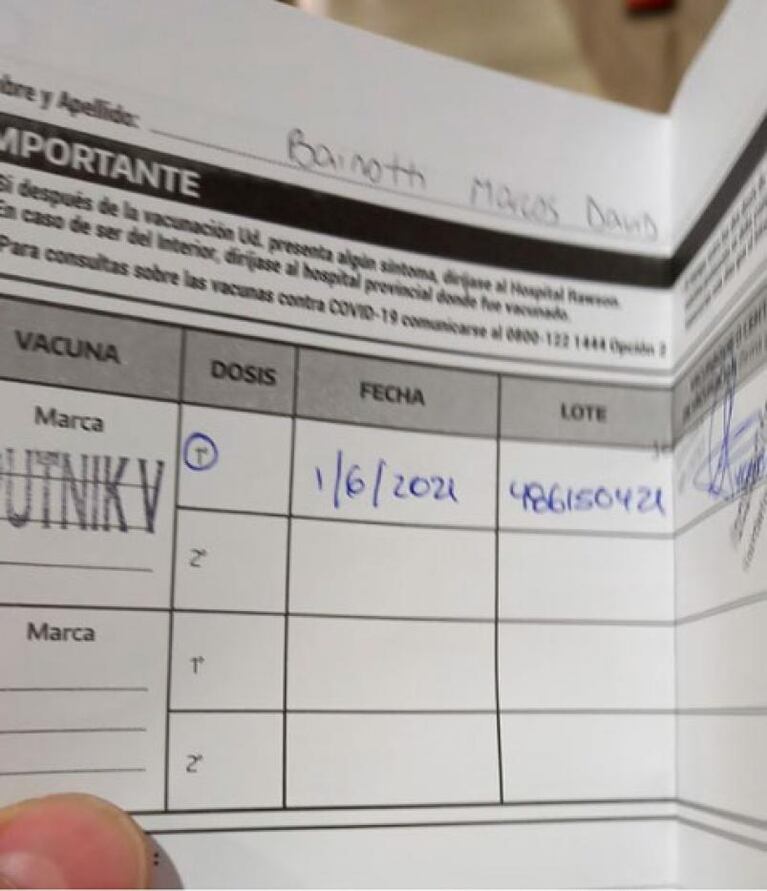 bre y Apellido: Bainotti Marcos David
MPORTANTE
Si después de la vacunación Ud. presenta algún síntoma, diríjase al Hospital Rawson.
En caso de ser del Interior, diríjase al hospital provincial donde fue vacunado.
Para consultas sobre las vacunas contra COVID-19 comunicarse al 0800-122 1444 Opción 2
VACUNA DOSIS FECHA LOTE
Marca
UTNIK V 1° 1/6/2021 486150421
2°
Marca
1°
2°